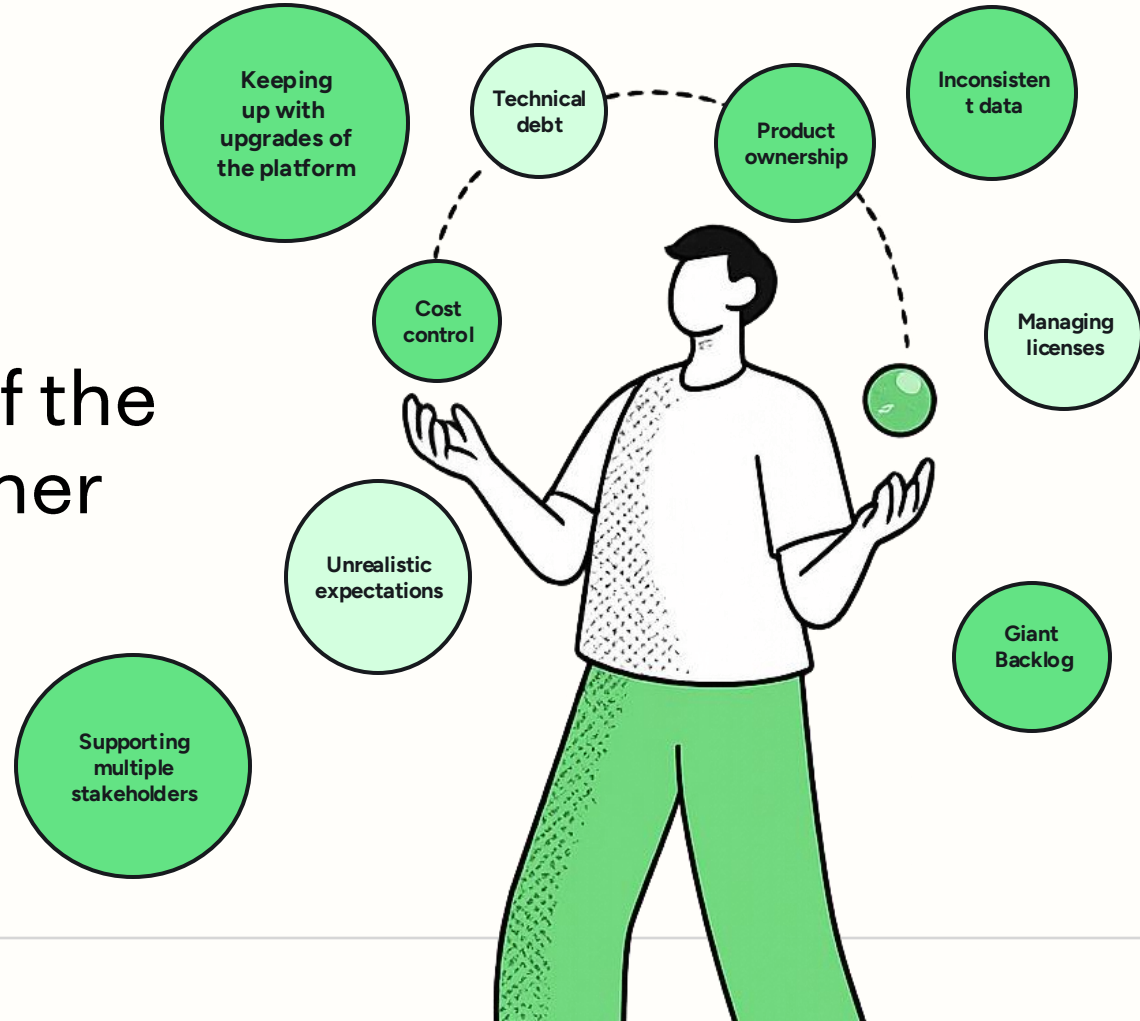 Keeping
up with
upgrades of
the platform
Technical
debt
Product
ownership
Inconsisten
t data
Cost
control
Managing
licenses
f the
ner
Unrealistic
expectations
Giant
Backlog
Supporting
multiple
stakeholders